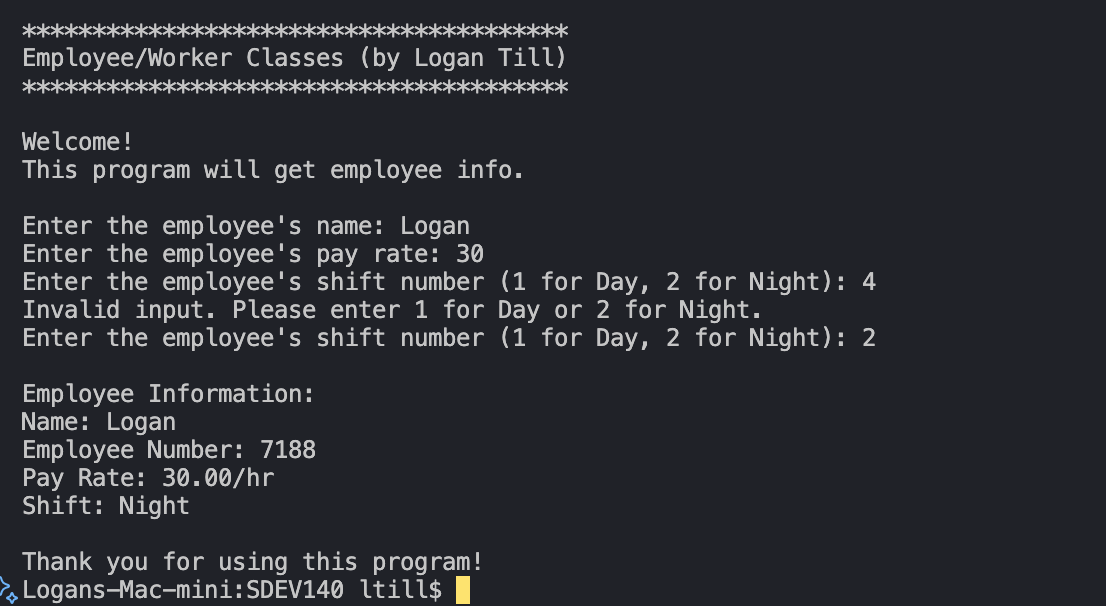 ***************************************
Employee/Worker Classes (by Logan Till)
***************************************
Welcome!
This program will get employee info.
Enter the employee's name: Logan
Enter the employee's pay rate: 30
Enter the employee's shift number (1 for Day, 2 for Night): 4
Invalid input. Please enter 1 for Day or 2 for Night.
Enter the employee's shift number (1 for Day, 2 for Night): 2
Employee Information:
Name: Logan
Employee Number: 7188
Pay Rate: 30.00/hr
Shift: Night
Thank you for using this program!
Logans-Mac-mini:SDEV140 ltill$